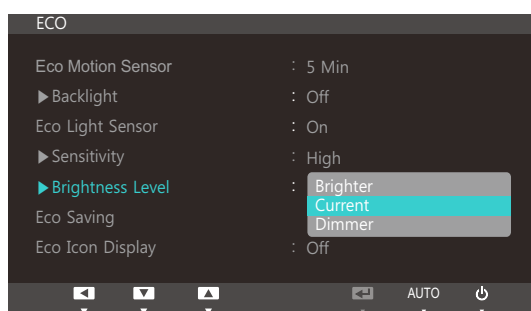 ECO
Eco Motion Sensor : 5 Min
▶Backlight : Off
Eco Light Sensor : On
▶Sensitivity : High
▶Brightness Level : Brighter
Current
Dimmer
Eco Saving
Eco Icon Display : Off
AUTO